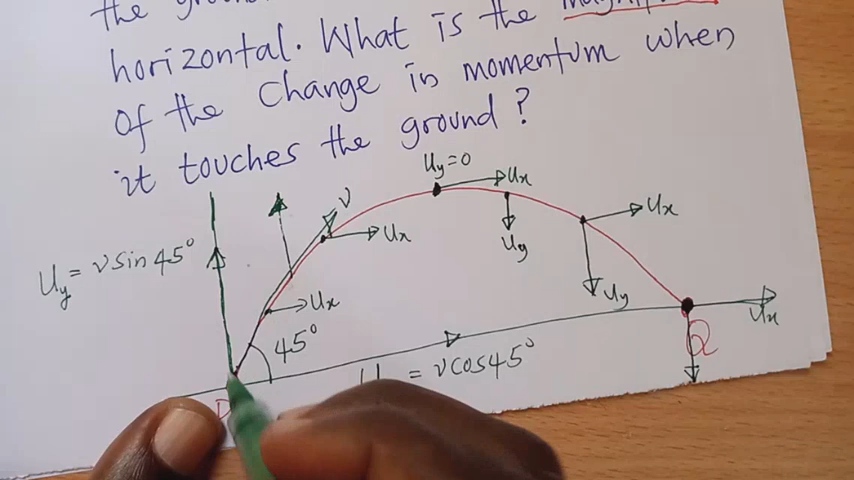 the
horizontal. What is the
of the change in momentum when
it touches the ground?
Uy=0
Ux
v
Ux
Ux
Uy
Uy = v sin 45°
Ux
Uy
Ux
45°
Q
= v cos 45°